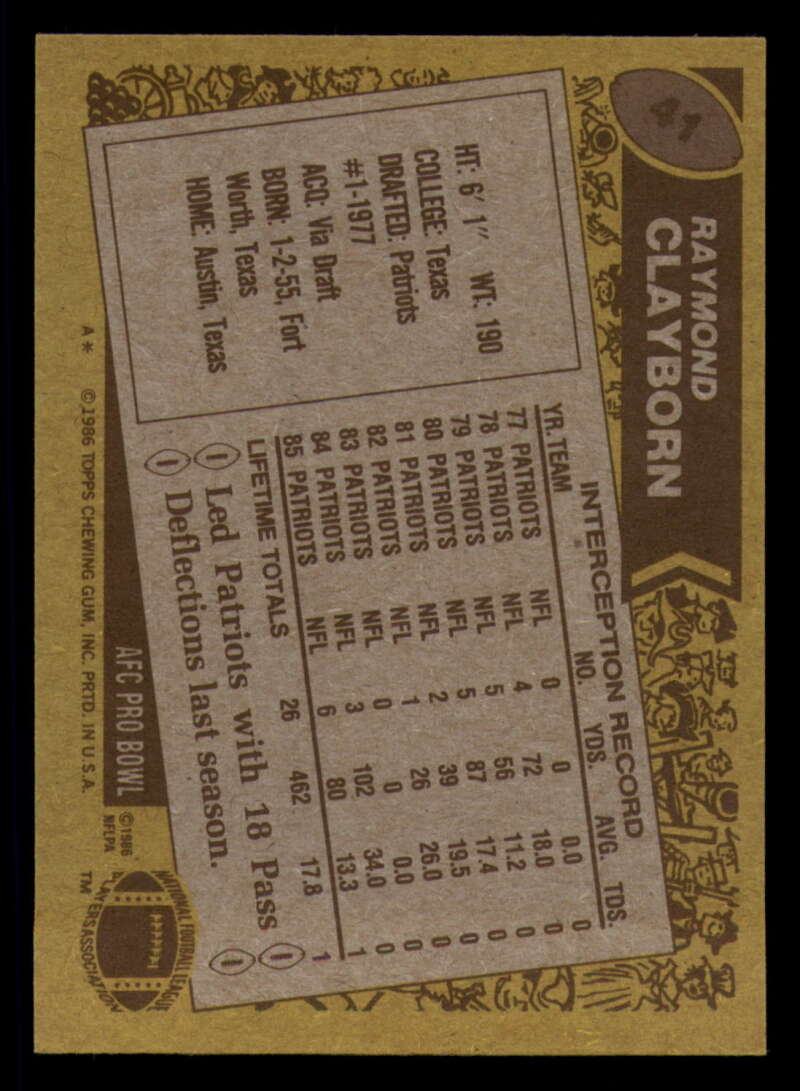 41
RAYMOND
CLAYBORN
HT: 6' 1" WT: 190
COLLEGE: Texas
DRAFTED: Patriots
#1-1977
ACQ: Via Draft
BORN: 1-2-55, Fort
Worth, Texas
HOME: Austin, Texas
INTERCEPTION RECORD
YR. TEAM NO. YDS. AVG. TDS.
77 PATRIOTS NFL 0 0 0.0 0
78 PATRIOTS NFL 4 72 18.0 0
79 PATRIOTS NFL 5 56 11.2 0
80 PATRIOTS NFL 5 87 17.4 0
81 PATRIOTS NFL 2 39 19.5 0
82 PATRIOTS NFL 1 26 26.0 0
83 PATRIOTS NFL 0 0 0.0 0
84 PATRIOTS NFL 3 102 34.0 0
85 PATRIOTS NFL 6 80 13.3 1
LIFETIME TOTALS 26 462 17.8 1
Led Patriots with 18 Pass
Deflections last season.
AFC PRO BOWL
©1986
NFLPA
NATIONAL FOOTBALL LEAGUE
PLAYERS ASSOCIATION
TM
A* ©1986 TOPPS CHEWING GUM, INC. PRTD. IN U.S.A.